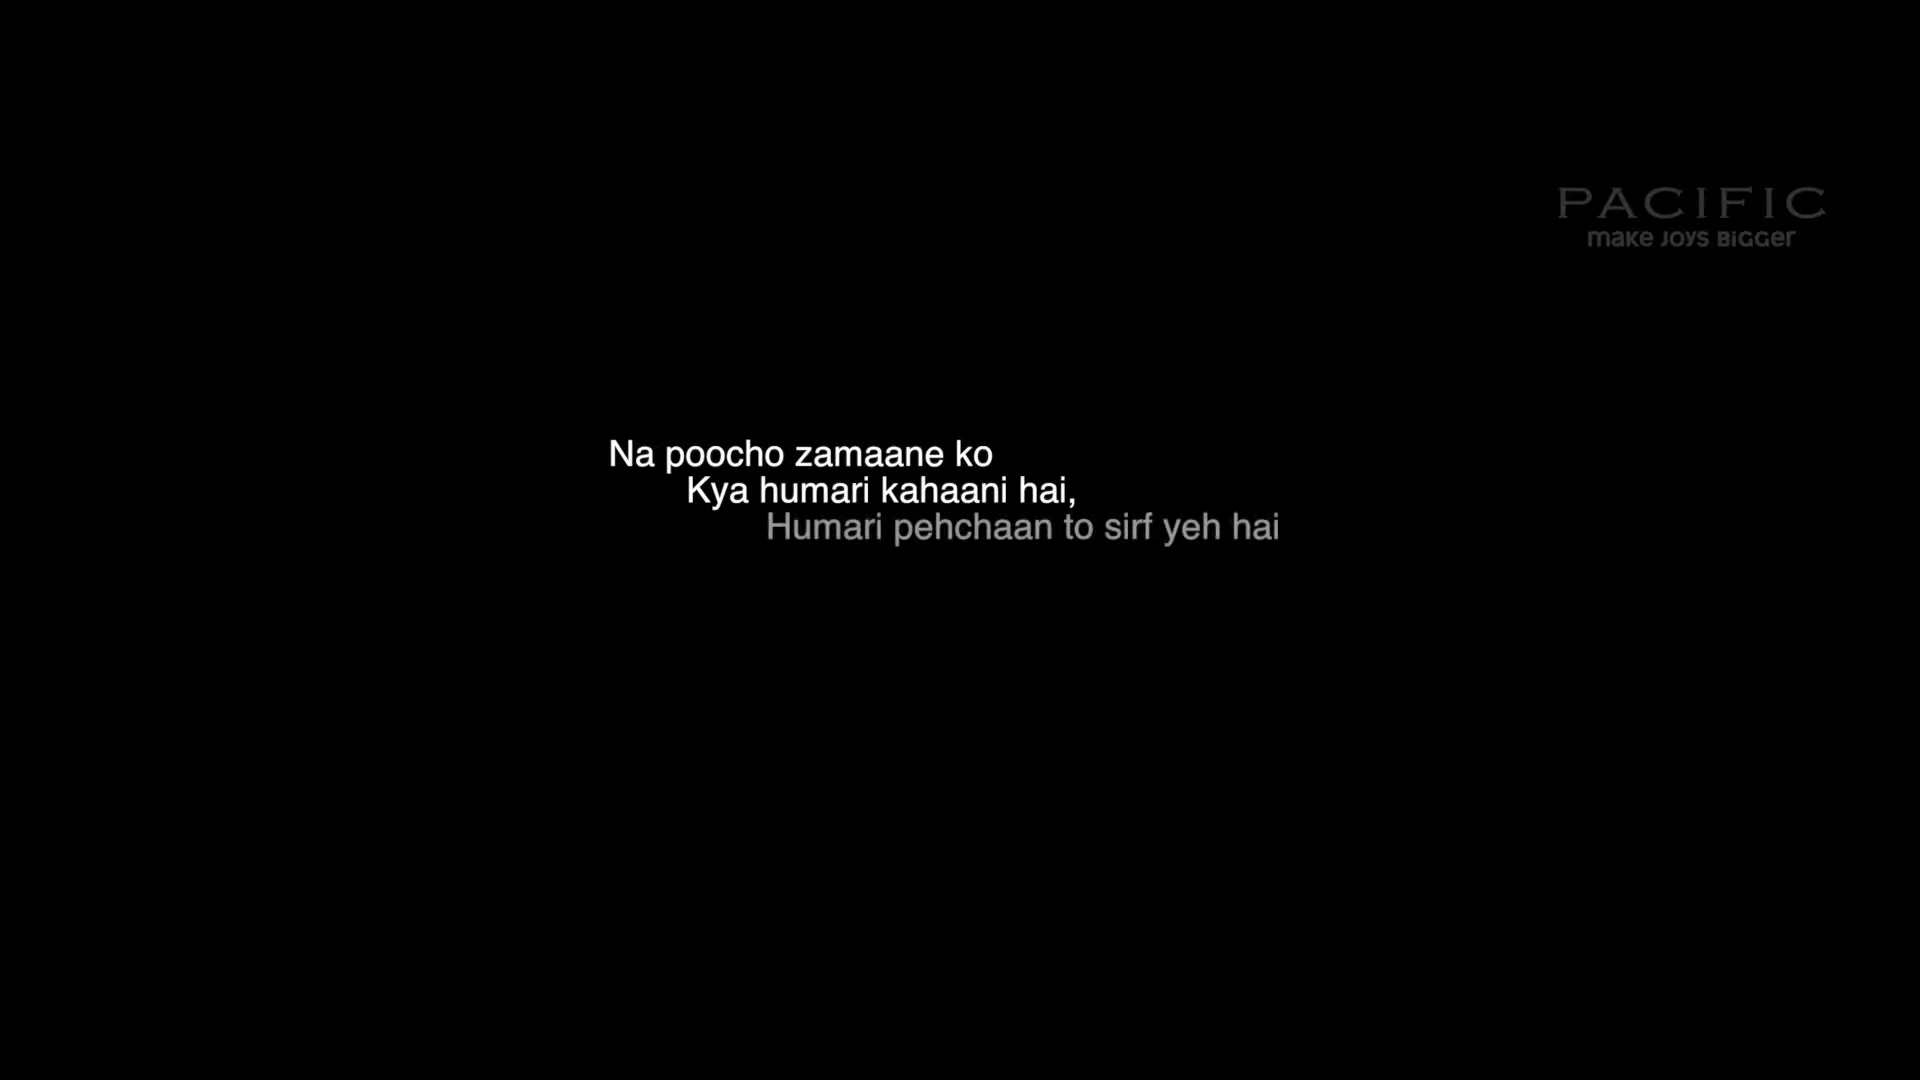 PACIFIC
make joys bigger
Na poocho zamaane ko
Kya humari kahaani hai,
Humari pehchaan to sirf yeh hai